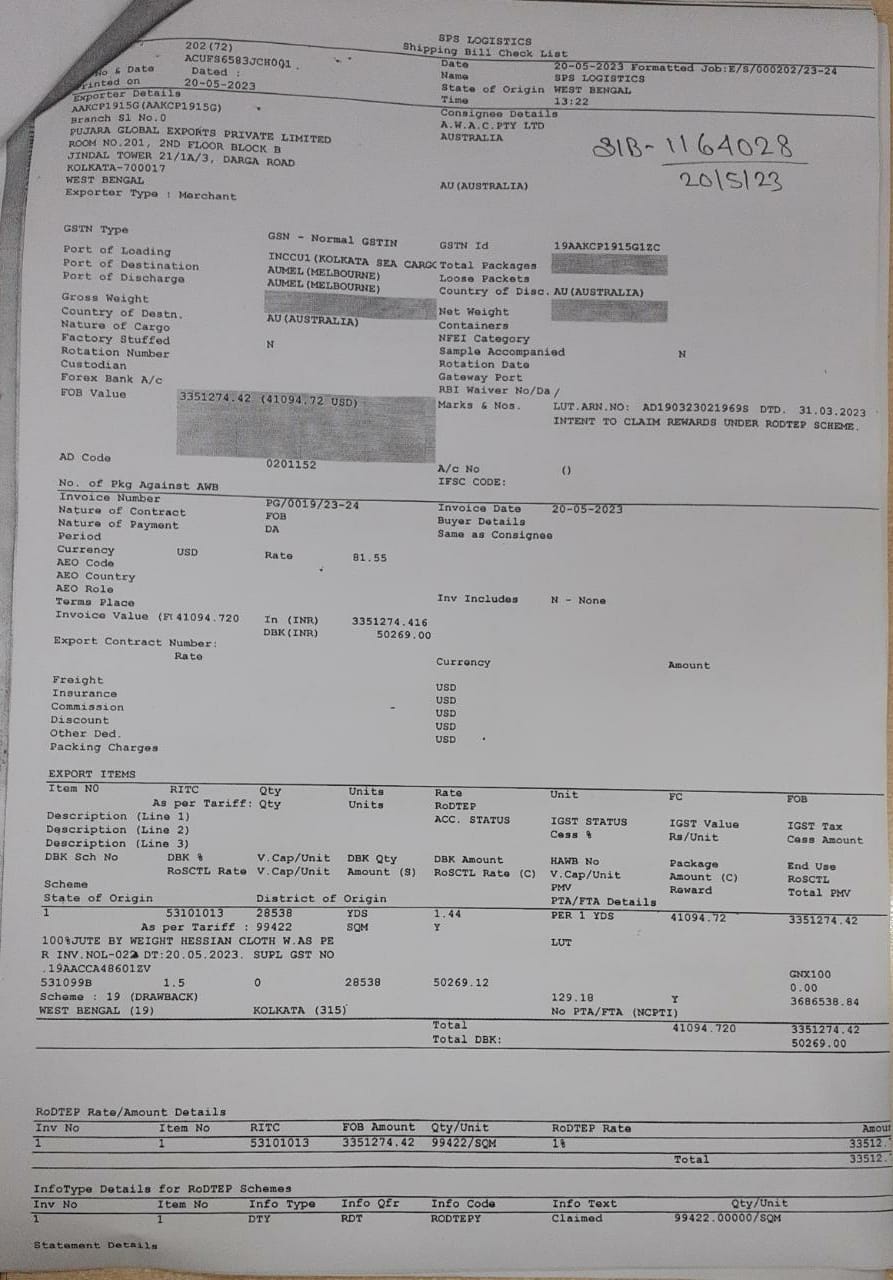 SPS LOGISTICS
Shipping Bill Check List
202(72)
ACUFS6583JCH001
No & Date Dated :
Printed on 20-05-2023
Date 20-05-2023 Formatted Job:E/S/000202/23-24
Name SPS LOGISTICS
State of Origin WEST BENGAL
Time 13:22
Exporter Details
AAKCP1915G(AAKCP1915G)
Branch Sl No.0
PUJARA GLOBAL EXPORTS PRIVATE LIMITED
ROOM NO.201, 2ND FLOOR BLOCK B
JINDAL TOWER 21/1A/3, DARGA ROAD
KOLKATA-700017
WEST BENGAL
Exporter Type : Merchant
Consignee Details
A.W.A.C.PTY LTD
AUSTRALIA
AU(AUSTRALIA)
SIB-1164028
20/5/23
GSTN Type GSN - Normal GSTIN GSTN Id 19AAKCP1915G1ZC
Port of Loading INCCU1(KOLKATA SEA CARGO Total Packages
Port of Destination AUMEL(MELBOURNE) Loose Packets
Port of Discharge AUMEL(MELBOURNE) Country of Disc. AU(AUSTRALIA)
Gross Weight Net Weight
Country of Destn. AU(AUSTRALIA) Containers
Nature of Cargo NFEI Category
Factory Stuffed N Sample Accompanied N
Rotation Number Rotation Date
Custodian Gateway Port
Forex Bank A/c RBI Waiver No/Da /
FOB Value 3351274.42 (41094.72 USD) Marks & Nos. LUT.ARN.NO: AD190323021969S DTD. 31.03.2023
INTENT TO CLAIM REWARDS UNDER RODTEP SCHEME.
AD Code 0201152 A/c No ()
IFSC CODE:
No. of Pkg Against AWB
Invoice Number PG/0019/23-24 Invoice Date 20-05-2023
Nature of Contract FOB Buyer Details
Nature of Payment DA Same as Consignee
Period
Currency USD Rate 81.55
AEO Code
AEO Country
AEO Role
Terms Place Inv Includes N - None
Invoice Value (F 41094.720 In (INR) 3351274.416
DBK(INR) 50269.00
Export Contract Number:
Rate Currency Amount
Freight USD
Insurance USD
Commission USD
Discount USD
Other Ded. USD
Packing Charges
EXPORT ITEMS
Item NO RITC Qty Units Rate Unit FC FOB
As per Tariff: Qty Units RoDTEP
Description (Line 1) ACC. STATUS IGST STATUS IGST Value IGST Tax
Description (Line 2) Cess % Rs/Unit Cess Amount
Description (Line 3)
DBK Sch No DBK % V.Cap/Unit DBK Qty DBK Amount HAWB No Package End Use
RoSCTL Rate V.Cap/Unit Amount (S) RoSCTL Rate (C) V.Cap/Unit Amount (C) RoSCTL
Scheme PMV Reward Total PMV
State of Origin District of Origin PTA/FTA Details
1 53101013 28538 YDS 1.44 PER 1 YDS 41094.72 3351274.42
As per Tariff : 99422 SQM Y
100%JUTE BY WEIGHT HESSIAN CLOTH W.AS PE LUT
R INV.NOL-022 DT:20.05.2023. SUPL GST NO
.19AACCA48601ZV GNX100
531099B 1.5 0 28538 50269.12 0.00
Scheme : 19 (DRAWBACK) 129.18 Y 3686538.84
WEST BENGAL (19) KOLKATA (315) No PTA/FTA (NCPTI)
Total 41094.720 3351274.42
Total DBK: 50269.00
RoDTEP Rate/Amount Details
Inv No Item No RITC FOB Amount Qty/Unit RoDTEP Rate Amou
1 1 53101013 3351274.42 99422/SQM 1% 33512.
Total 33512.
InfoType Details for RoDTEP Schemes
Inv No Item No Info Type Info Qfr Info Code Info Text Qty/Unit
1 1 DTY RDT RODTEPY Claimed 99422.00000/SQM
Statement Details